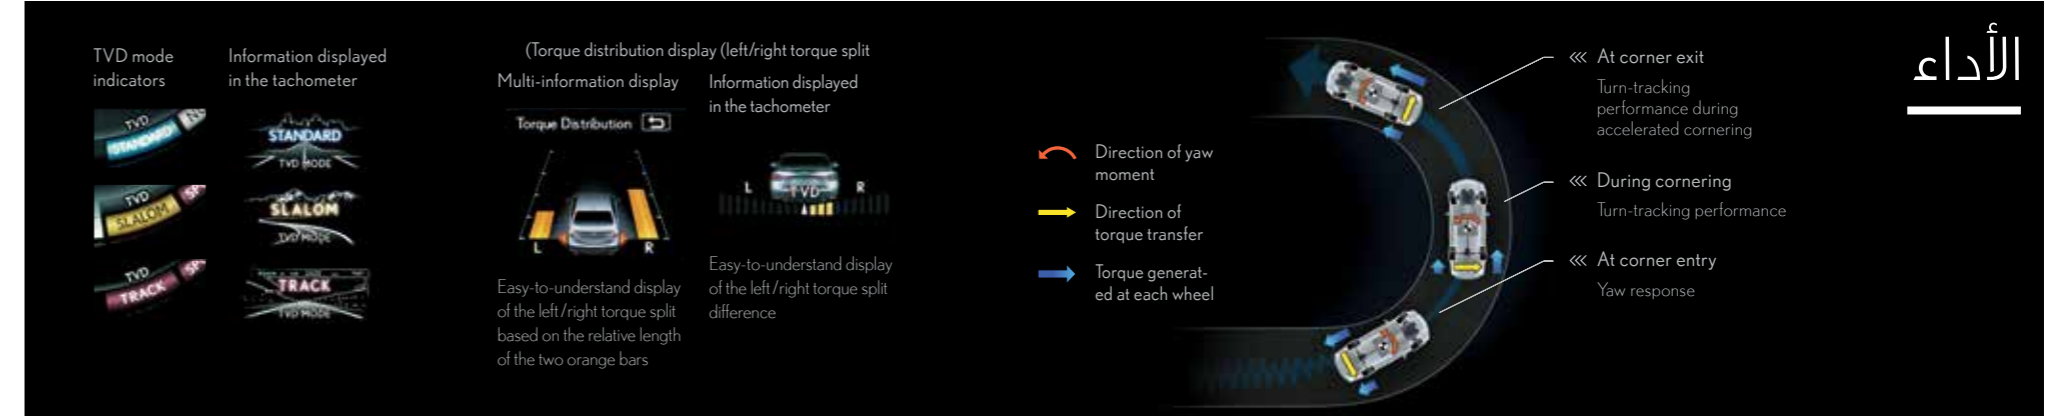 الأداء
TVD mode
indicators
Information displayed
in the tachometer
TVD
STANDARD
STANDARD
TVD MODE
TVD
SLALOM
SLALOM
TVD MODE
TVD
TRACK
TRACK
TVD MODE
(Torque distribution display (left/right torque split
Multi-information display
Torque Distribution
L
R
Easy-to-understand display
of the left/right torque split
based on the relative length
of the two orange bars
Information displayed
in the tachometer
L
TVD
R
Easy-to-understand display
of the left/right torque split
difference
Direction of yaw
moment
Direction of
torque transfer
Torque generat-
ed at each wheel
At corner exit
Turn-tracking
performance during
accelerated cornering
During cornering
Turn-tracking performance
At corner entry
Yaw response